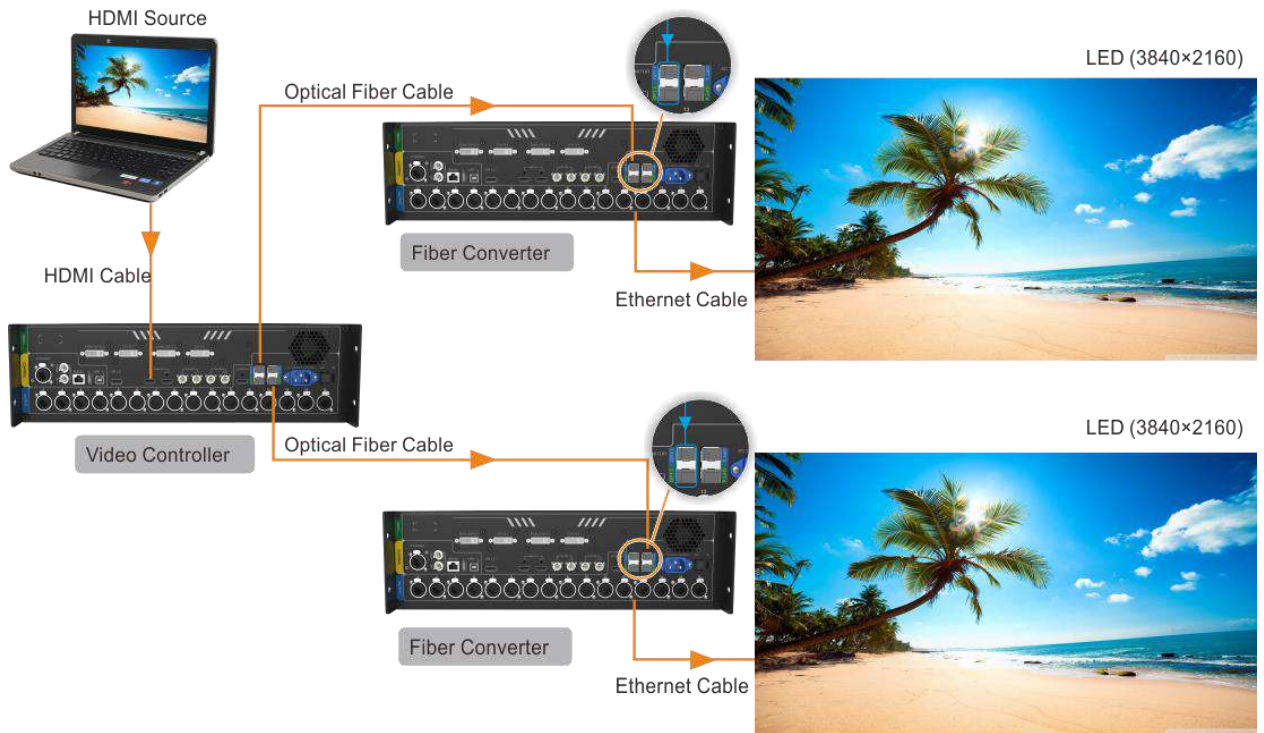 HDMI Source
LED (3840×2160)
Optical Fiber Cable
Fiber Converter
HDMI Cable
Ethernet Cable
Video Controller
Optical Fiber Cable
LED (3840×2160)
Fiber Converter
Ethernet Cable